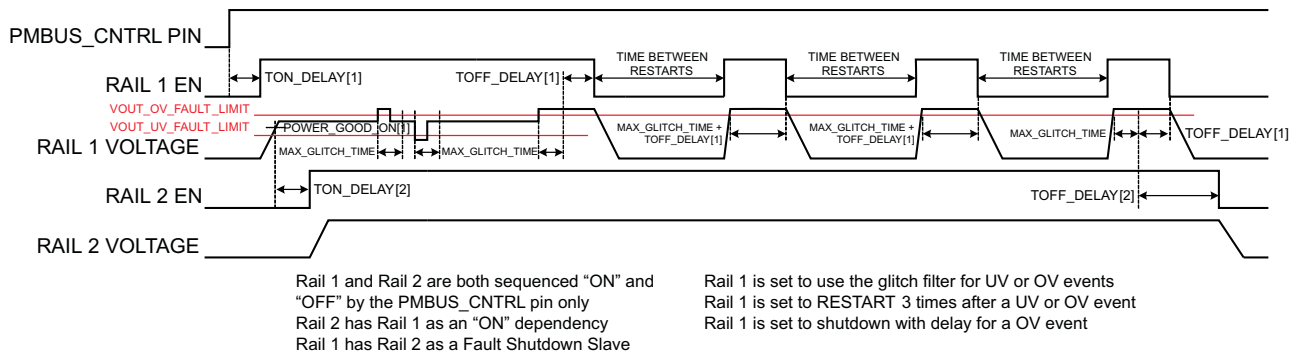 PMBUS_CNTRL PIN
RAIL 1 EN
TON_DELAY[1]
TOFF_DELAY[1]
TIME BETWEEN
RESTARTS
TIME BETWEEN
RESTARTS
TIME BETWEEN
RESTARTS
VOUT_OV_FAULT_LIMIT
VOUT_UV_FAULT_LIMIT
RAIL 1 VOLTAGE
POWER_GOOD_ON[1]
MAX_GLITCH_TIME
MAX_GLITCH_TIME
MAX_GLITCH_TIME +
TOFF_DELAY[1]
MAX_GLITCH_TIME +
TOFF_DELAY[1]
MAX_GLITCH_TIME
TOFF_DELAY[1]
RAIL 2 EN
TON_DELAY[2]
TOFF_DELAY[2]
RAIL 2 VOLTAGE
Rail 1 and Rail 2 are both sequenced “ON” and
“OFF” by the PMBUS_CNTRL pin only
Rail 2 has Rail 1 as an “ON” dependency
Rail 1 has Rail 2 as a Fault Shutdown Slave
Rail 1 is set to use the glitch filter for UV or OV events
Rail 1 is set to RESTART 3 times after a UV or OV event
Rail 1 is set to shutdown with delay for a OV event